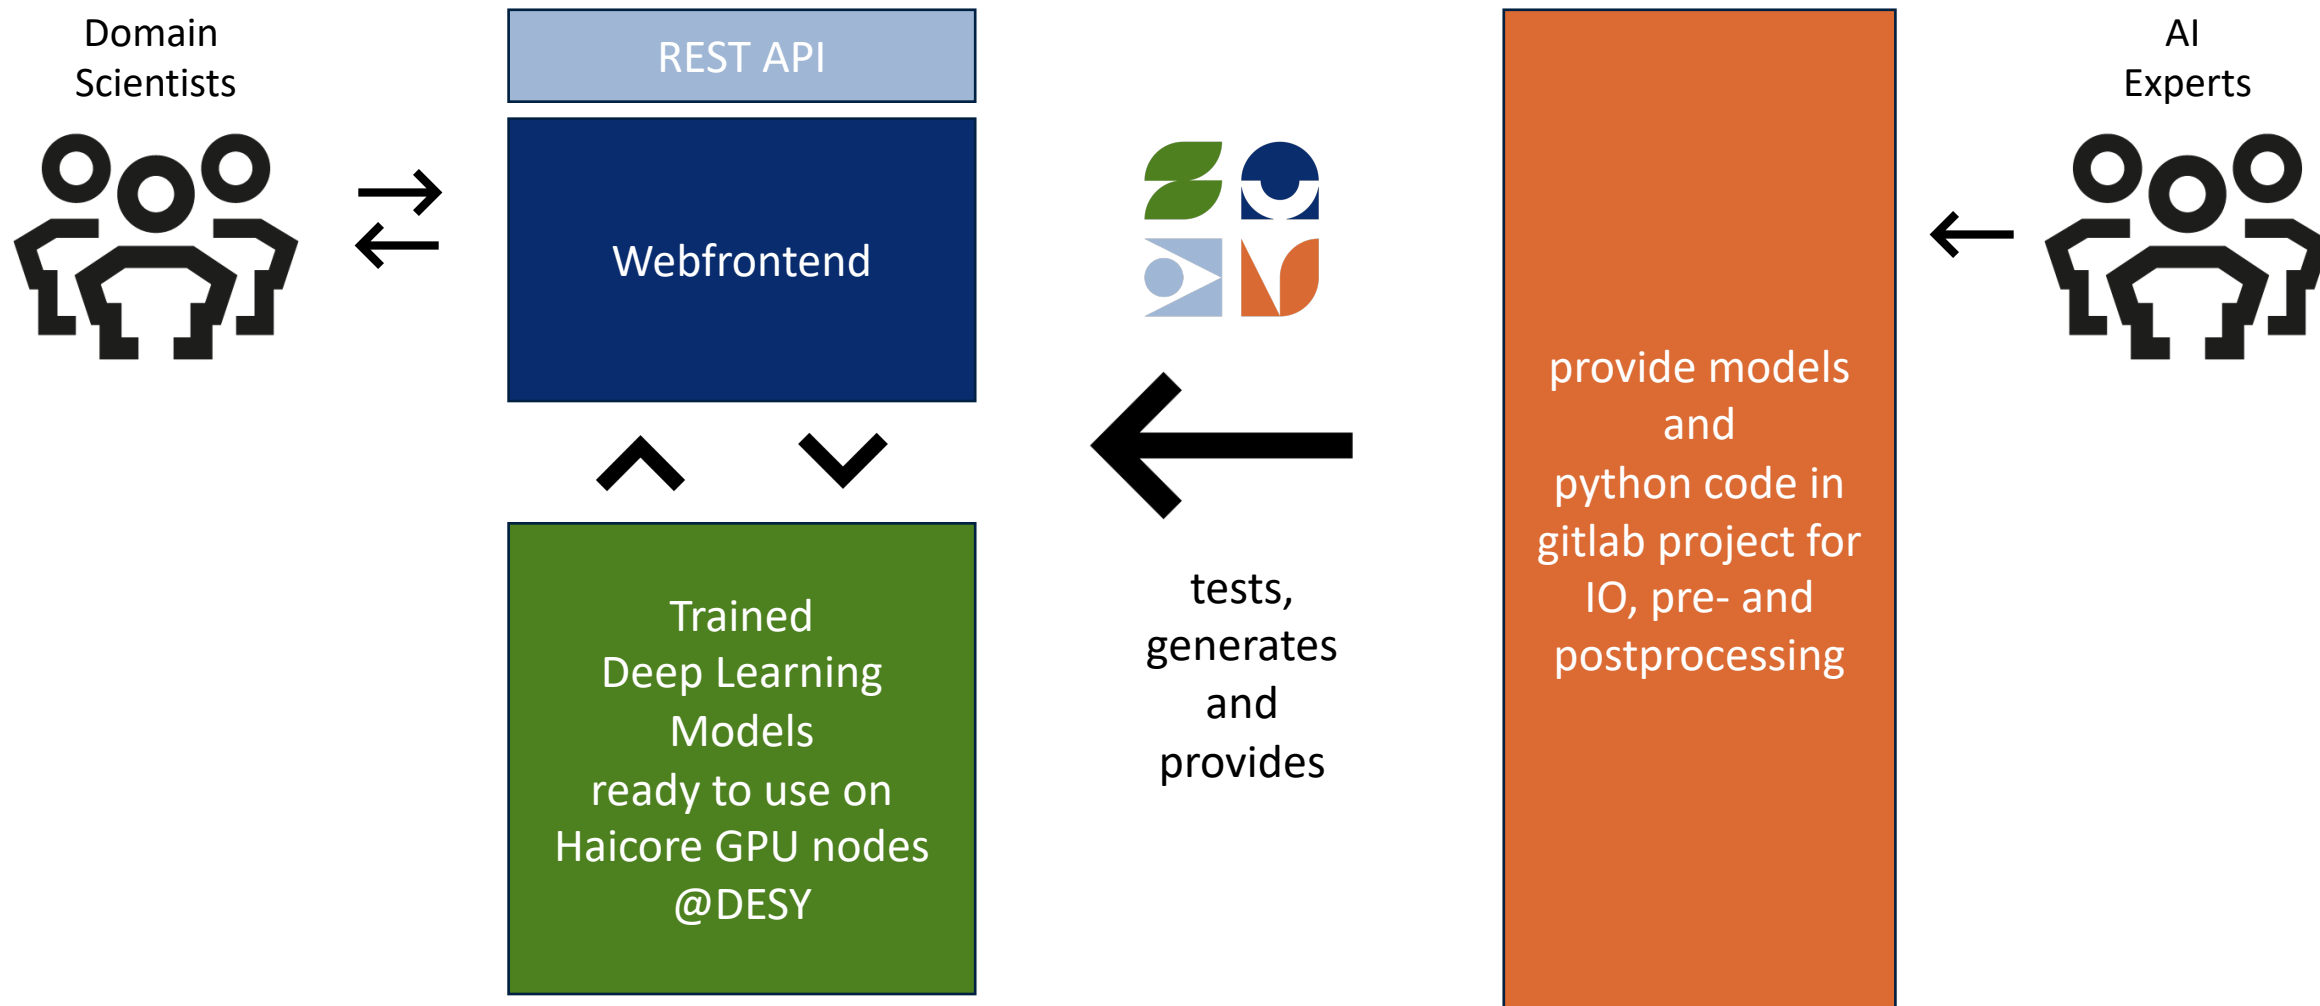 Domain
Scientists
REST API
Webfrontend
Trained
Deep Learning
Models
ready to use on
Haicore GPU nodes
@DESY
tests,
generates
and
provides
provide models
and
python code in
gitlab project for
IO, pre- and
postprocessing
AI
Experts